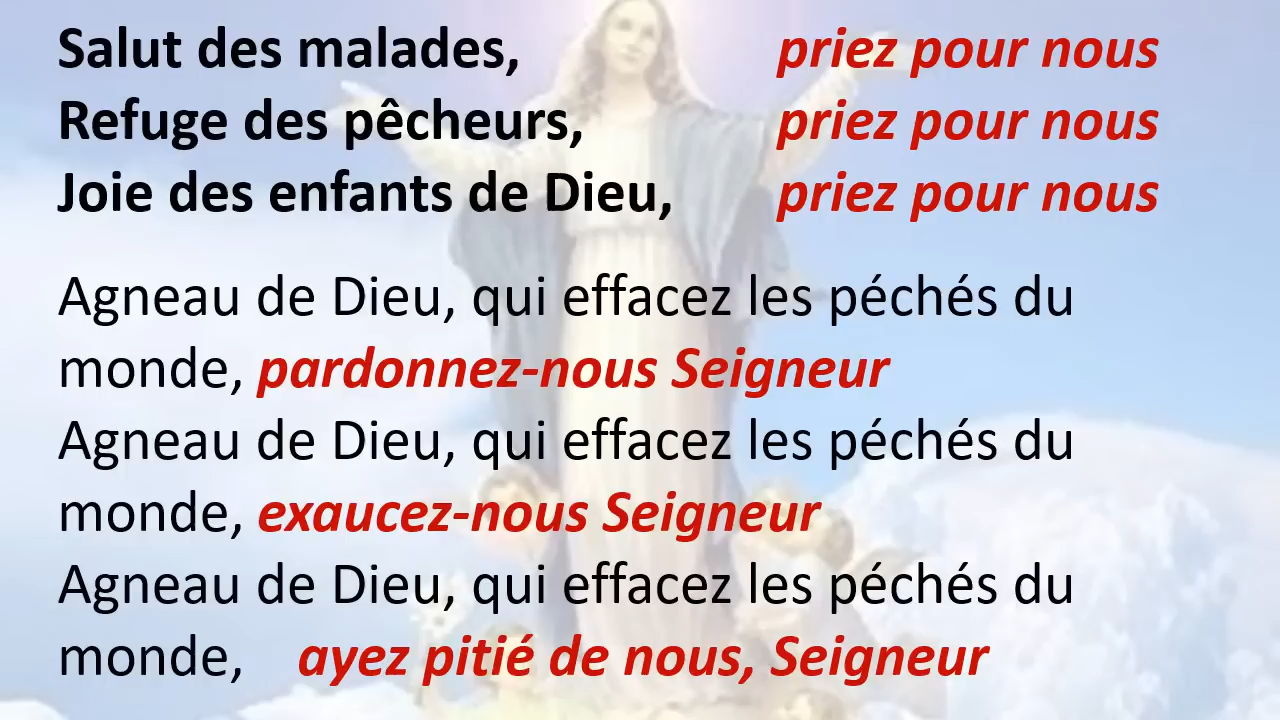 Salut des malades, priez pour nous
Refuge des pêcheurs, priez pour nous
Joie des enfants de Dieu, priez pour nous
Agneau de Dieu, qui effacez les péchés du
monde, pardonnez-nous Seigneur
Agneau de Dieu, qui effacez les péchés du
monde, exaucez-nous Seigneur
Agneau de Dieu, qui effacez les péchés du
monde, ayez pitié de nous, Seigneur